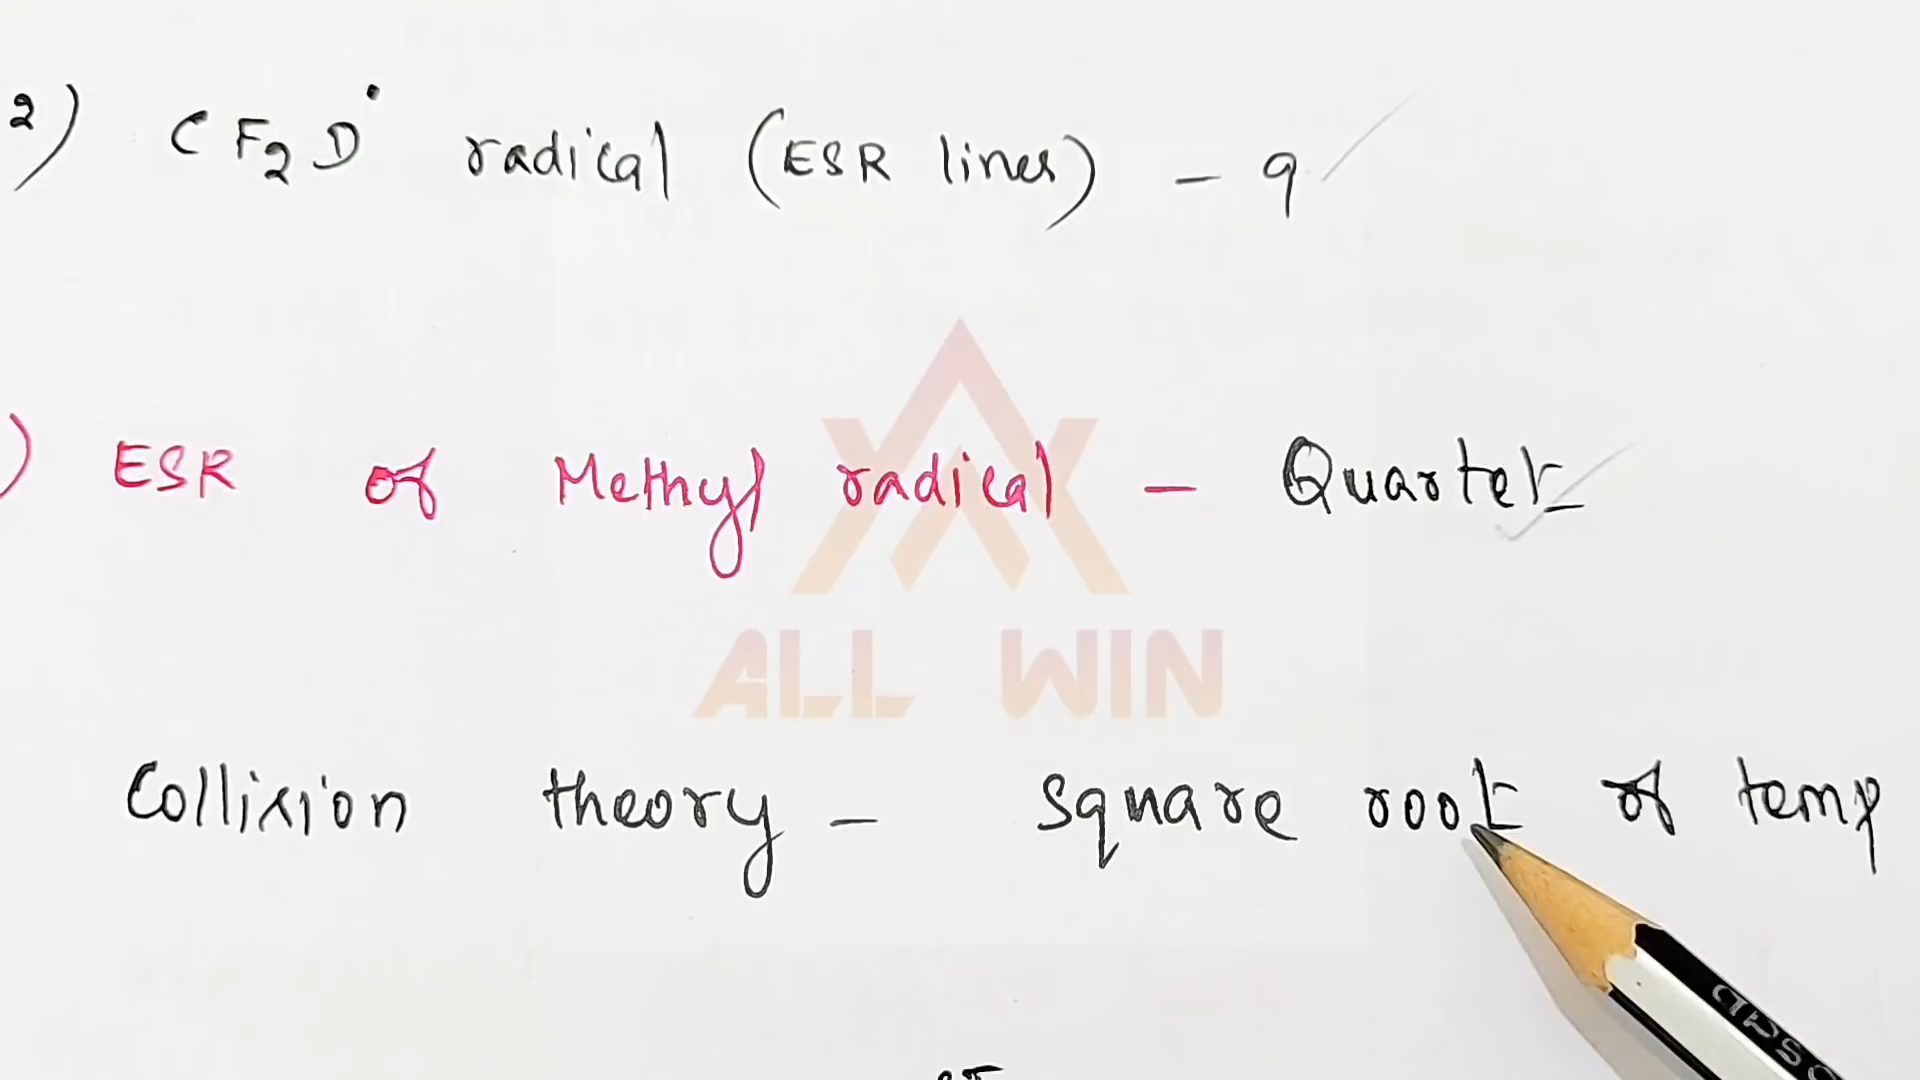 2) CF2D• radical (ESR lines) - 9
) ESR of Methyl radical - Quartet
ALL WIN
Collision theory - square root of temp